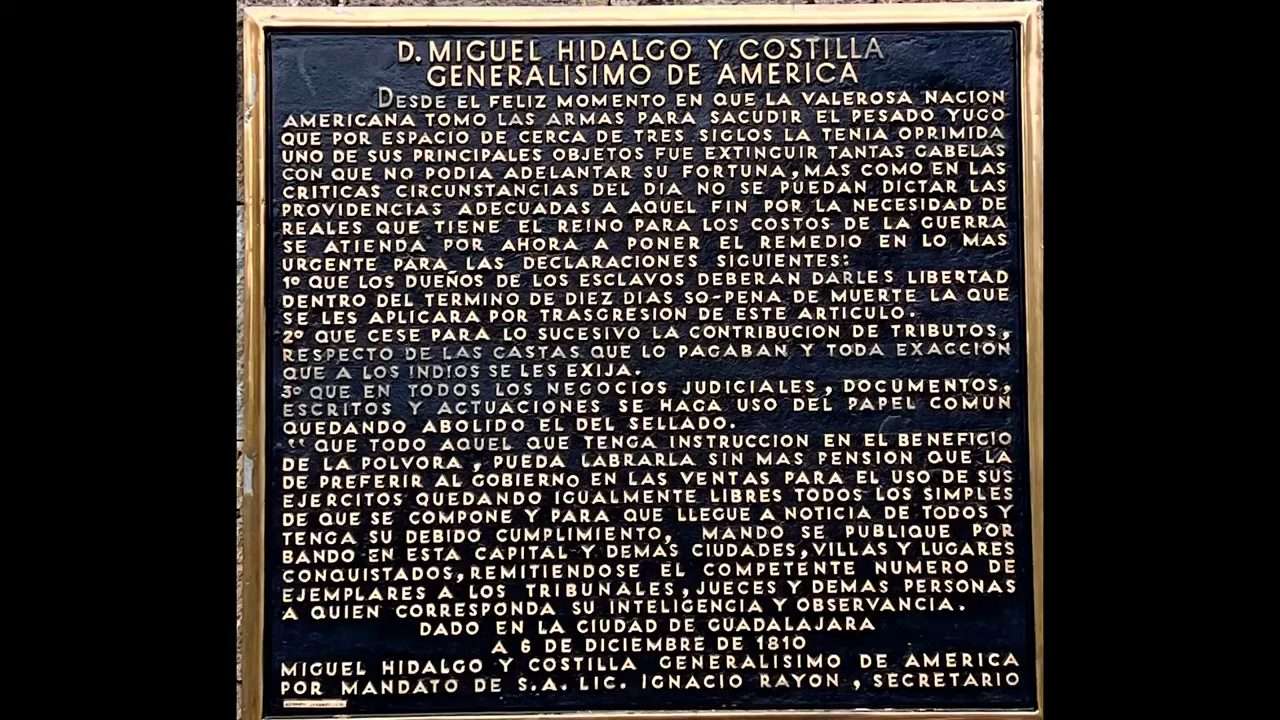 D. MIGUEL HIDALGO Y COSTILLA
GENERALISIMO DE AMERICA
DESDE EL FELIZ MOMENTO EN QUE LA VALEROSA NACION
AMERICANA TOMO LAS ARMAS PARA SACUDIR EL PESADO YUGO
QUE POR ESPACIO DE CERCA DE TRES SIGLOS LA TENIA OPRIMIDA
UNO DE SUS PRINCIPALES OBJETOS FUE EXTINGUIR TANTAS GABELAS
CON QUE NO PODIA ADELANTAR SU FORTUNA, MAS COMO EN LAS
CRITICAS CIRCUNSTANCIAS DEL DIA NO SE PUEDAN DICTAR LAS
PROVIDENCIAS ADECUADAS A AQUEL FIN POR LA NECESIDAD DE
REALES QUE TIENE EL REINO PARA LOS COSTOS DE LA GUERRA
SE ATIENDA POR AHORA A PONER EL REMEDIO EN LO MAS
URGENTE PARA LAS DECLARACIONES SIGUIENTES:
1º QUE LOS DUEÑOS DE LOS ESCLAVOS DEBERAN DARLES LIBERTAD
DENTRO DEL TERMINO DE DIEZ DIAS SO-PENA DE MUERTE LA QUE
SE LES APLICARA POR TRASGRESION DE ESTE ARTICULO.
2º QUE CESE PARA LO SUCESIVO LA CONTRIBUCION DE TRIBUTOS,
RESPECTO DE LAS CASTAS QUE LO PAGABAN Y TODA EXACCION
QUE A LOS INDIOS SE LES EXIJA.
3º QUE EN TODOS LOS NEGOCIOS JUDICIALES, DOCUMENTOS,
ESCRITOS Y ACTUACIONES SE HAGA USO DEL PAPEL COMUN
QUEDANDO ABOLIDO EL DEL SELLADO.
QUE TODO AQUEL QUE TENGA INSTRUCCION EN EL BENEFICIO
DE LA POLVORA, PUEDA LABRARLA SIN MAS PENSION QUE LA
DE PREFERIR AL GOBIERNO EN LAS VENTAS PARA EL USO DE SUS
EJERCITOS QUEDANDO IGUALMENTE LIBRES TODOS LOS SIMPLES
DE QUE SE COMPONE Y PARA QUE LLEGUE A NOTICIA DE TODOS Y
TENGA SU DEBIDO CUMPLIMIENTO, MANDO SE PUBLIQUE POR
BANDO EN ESTA CAPITAL Y DEMAS CIUDADES, VILLAS Y LUGARES
CONQUISTADOS, REMITIENDOSE EL COMPETENTE NUMERO DE
EJEMPLARES A LOS TRIBUNALES, JUECES Y DEMAS PERSONAS
A QUIEN CORRESPONDA SU INTELIGENCIA Y OBSERVANCIA.
DADO EN LA CIUDAD DE GUADALAJARA
A 6 DE DICIEMBRE DE 1810
MIGUEL HIDALGO Y COSTILLA GENERALISIMO DE AMERICA
POR MANDATO DE S.A. LIC. IGNACIO RAYON, SECRETARIO